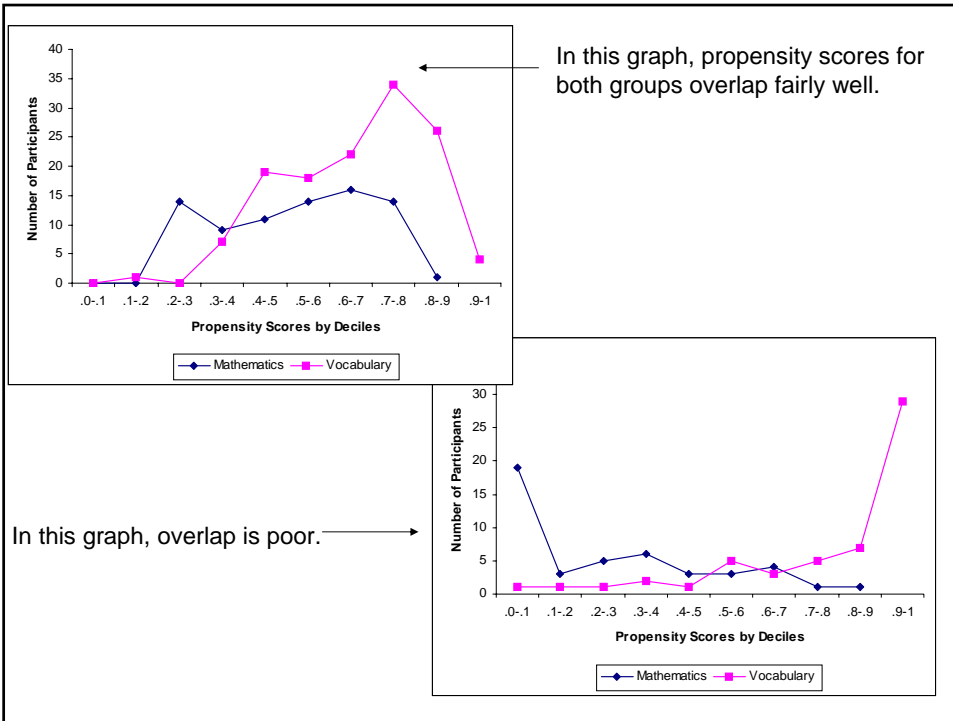 In this graph, propensity scores for
both groups overlap fairly well.
40
35
30
25
20
15
10
5
0
Number of Participants
.0-.1 .1-.2 .2-.3 .3-.4 .4-.5 .5-.6 .6-.7 .7-.8 .8-.9 .9-1
Propensity Scores by Deciles
Mathematics Vocabulary
In this graph, overlap is poor.
30
25
20
15
10
5
0
Number of Participants
.0-.1 .1-.2 .2-.3 .3-.4 .4-.5 .5-.6 .6-.7 .7-.8 .8-.9 .9-1
Propensity Scores by Deciles
Mathematics Vocabulary